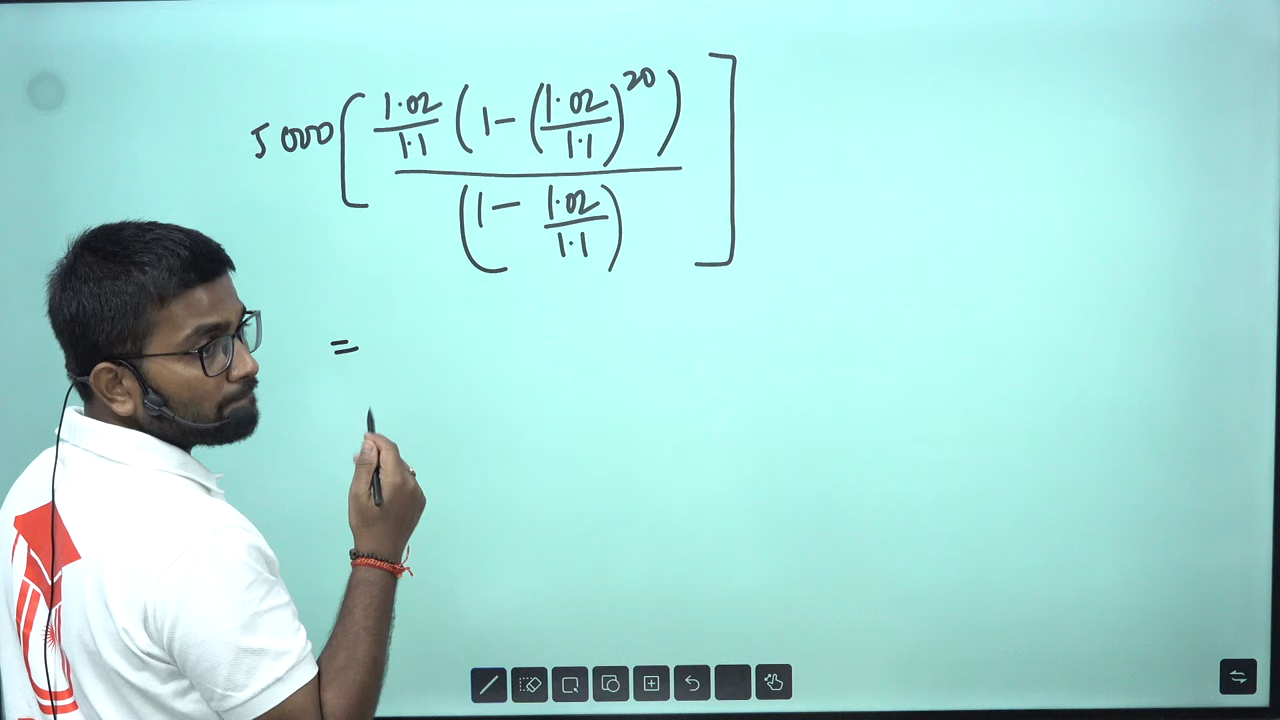 5000 [ 1.02/1.1 (1 - (1.02/1.1)^20) / (1 - 1.02/1.1) ]
=